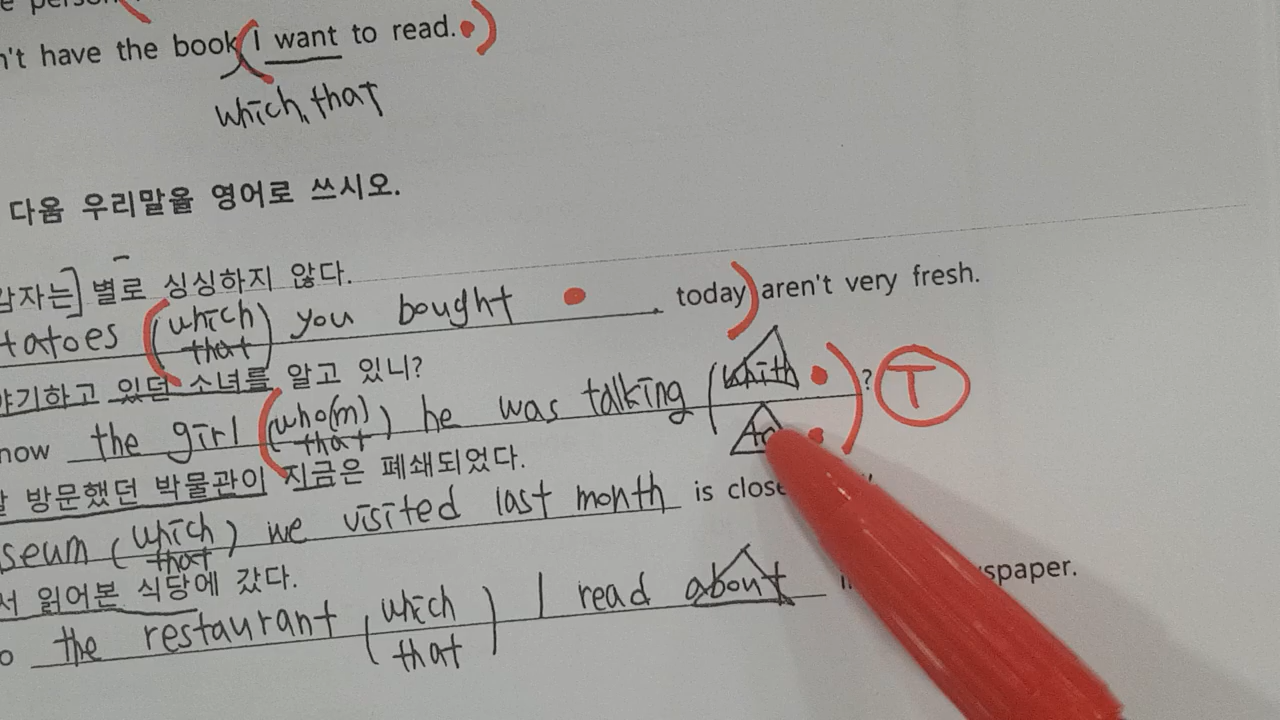 n't have the book I want to read.
which, that
다음 우리말을 영어로 쓰시오.
감자는] 별로 싱싱하지 않다.
tatoes (which) you bought today) aren't very fresh.
that
야기하고 있던 소녀를 알고 있니?
now the girl (who(m)) he was talking (with) ? T
that to
방문했던 박물관이 지금은 폐쇄되었다.
seum (which) we visited last month is close
that
서 읽어본 식당에 갔다.
o the restaurant (which) I read about spaper.
that